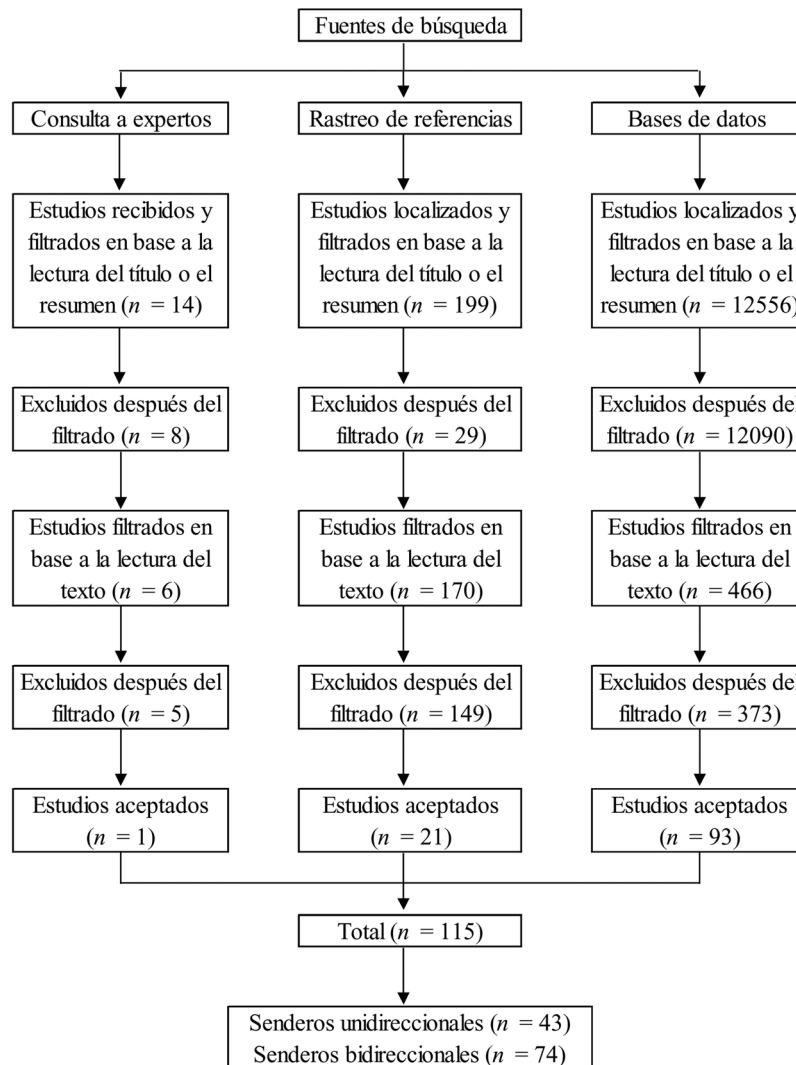 Fuentes de búsqueda
Consulta a expertos
Rastreo de referencias
Bases de datos
Estudios recibidos y
filtrados en base a la
lectura del título o el
resumen (n = 14)
Estudios localizados y
filtrados en base a la
lectura del título o el
resumen (n = 199)
Estudios localizados y
filtrados en base a la
lectura del título o el
resumen (n = 12556)
Excluidos después del
filtrado (n = 8)
Excluidos después del
filtrado (n = 29)
Excluidos después del
filtrado (n = 12090)
Estudios filtrados en
base a la lectura del
texto (n = 6)
Estudios filtrados en
base a la lectura del
texto (n = 170)
Estudios filtrados en
base a la lectura del
texto (n = 466)
Excluidos después del
filtrado (n = 5)
Excluidos después del
filtrado (n = 149)
Excluidos después del
filtrado (n = 373)
Estudios aceptados
(n = 1)
Estudios aceptados
(n = 21)
Estudios aceptados
(n = 93)
Total (n = 115)
Senderos unidireccionales (n = 43)
Senderos bidireccionales (n = 74)